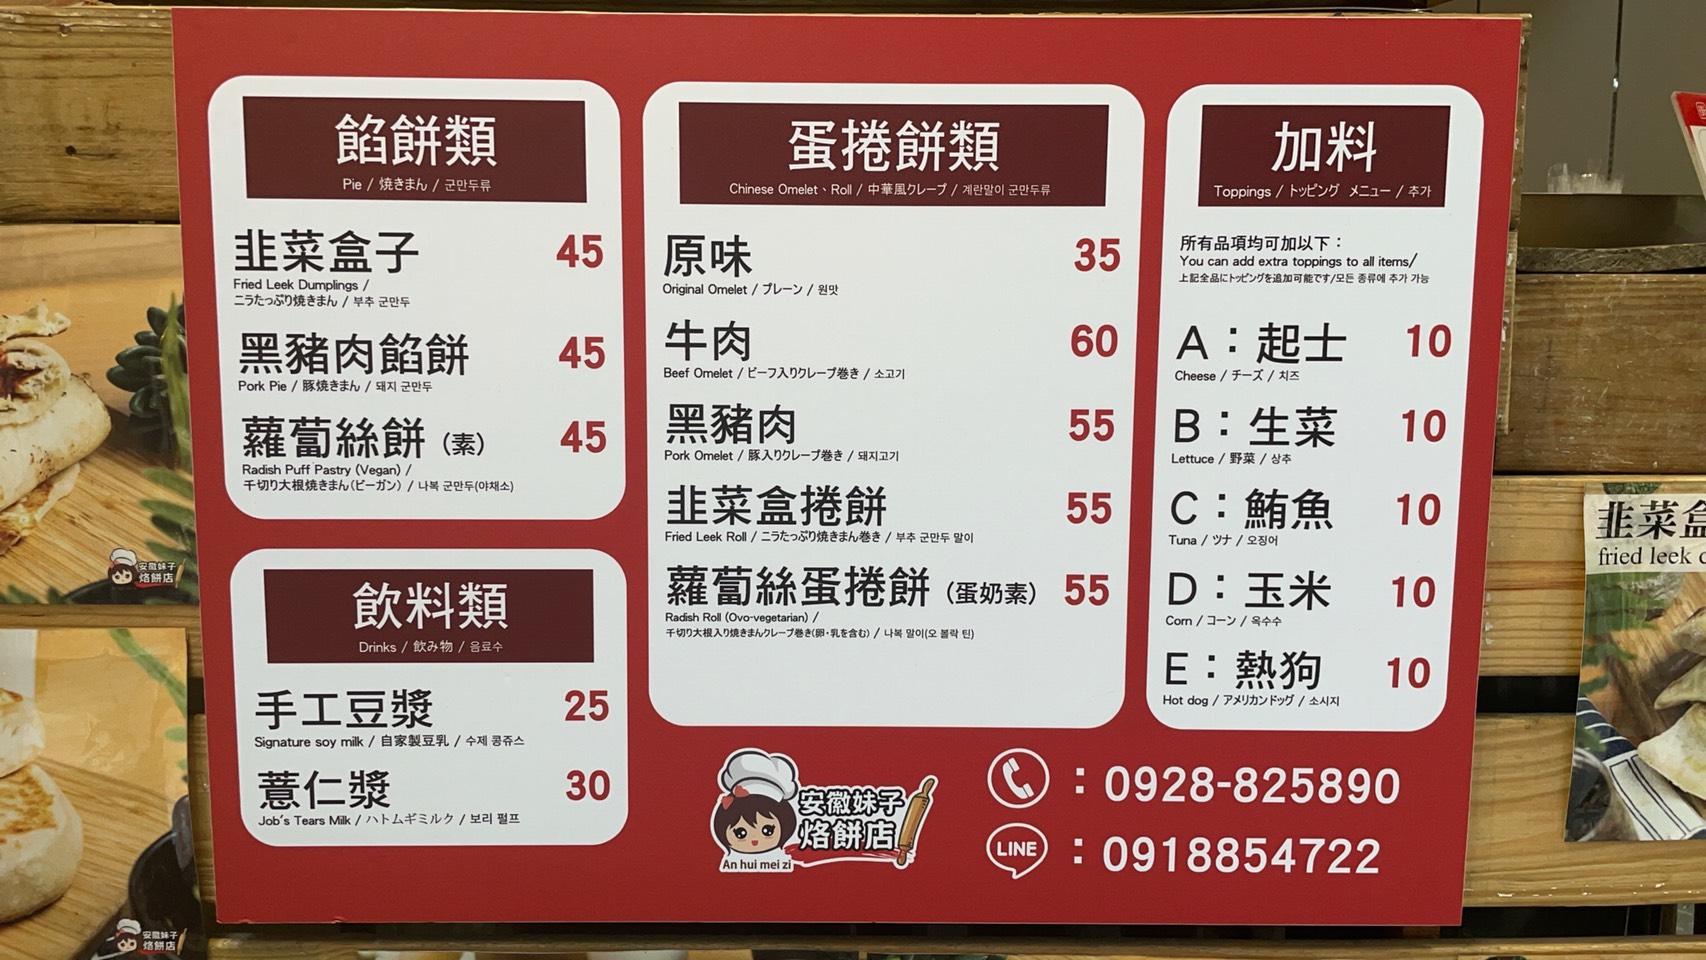 餡餅類
Pie / 焼きまん / 군만두류
韭菜盒子 45
Fried Leek Dumplings /
ニラたっぷり焼きまん / 부추 군만두
黑豬肉餡餅 45
Pork Pie / 豚焼きまん / 돼지 군만두
蘿蔔絲餅（素） 45
Radish Puff Pastry (Vegan) /
千切り大根焼きまん(ビーガン) / 나복 군만두(야채소)
飲料類
Drinks / 飲み物 / 음료수
手工豆漿 25
Signature soy milk / 自家製豆乳 / 수제 콩쥬스
薏仁漿 30
Job's Tears Milk / ハトムギミルク / 보리 펄프
蛋捲餅類
Chinese Omelet、Roll / 中華風クレープ / 계란말이 군만두류
原味 35
Original Omelet / プレーン / 원맛
牛肉 60
Beef Omelet / ビーフ入りクレープ巻き / 소고기
黑豬肉 55
Pork Omelet / 豚入りクレープ巻き / 돼지고기
韭菜盒捲餅 55
Fried Leek Roll / ニラたっぷり焼きまん巻き / 부추 군만두 말이
蘿蔔絲蛋捲餅（蛋奶素） 55
Radish Roll (Ovo-vegetarian) /
千切り大根入り焼きまんクレープ巻き(卵・乳を含む) / 나복 말이(오 볼락 틴)
加料
Toppings / トッピング メニュー / 추가
所有品項均可加以下：
You can add extra toppings to all items/
上記全品にトッピングを追加可能です/모든 종류에 추가 가능
A：起士 10
Cheese / チーズ / 치즈
B：生菜 10
Lettuce / 野菜 / 상추
C：鮪魚 10
Tuna / ツナ / 오징어
D：玉米 10
Corn / コーン / 옥수수
E：熱狗 10
Hot dog / アメリカンドッグ / 소시지
安徽妹子
烙餅店
An hui mei zi
：0928-825890
LINE：0918854722
安徽妹子
烙餅店
安徽妹子
烙餅店
韭菜盒
fried leek